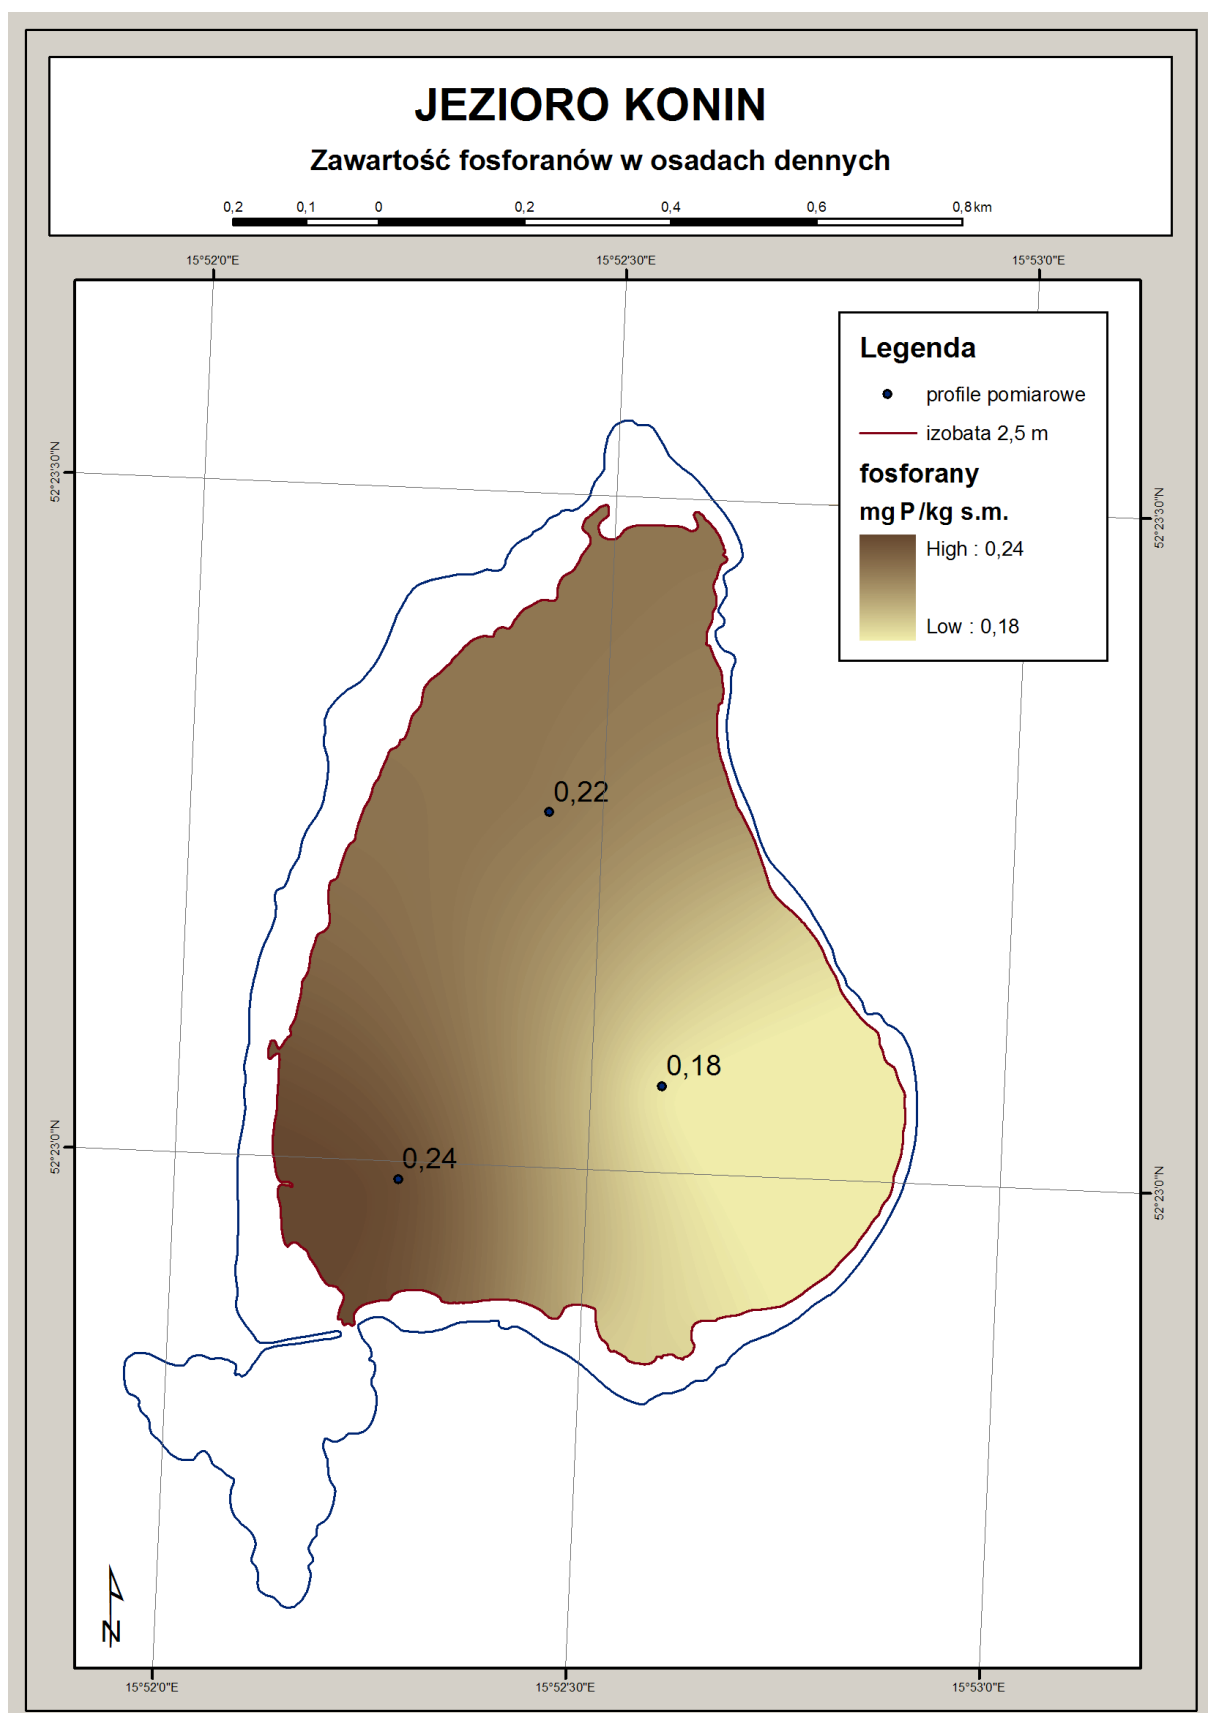 JEZIORO KONIN
Zawartość fosforanów w osadach dennych
0,2 0,1 0 0,2 0,4 0,6 0,8 km
15°52'0"E 15°52'30"E 15°53'0"E
Legenda
profile pomiarowe
izobata 2,5 m
fosforany
mg P /kg s.m.
High : 0,24
Low : 0,18
52°23'30"N
52°23'30"N
0,22
0,18
0,24
52°23'0"N
52°23'0"N
N
15°52'0"E 15°52'30"E 15°53'0"E